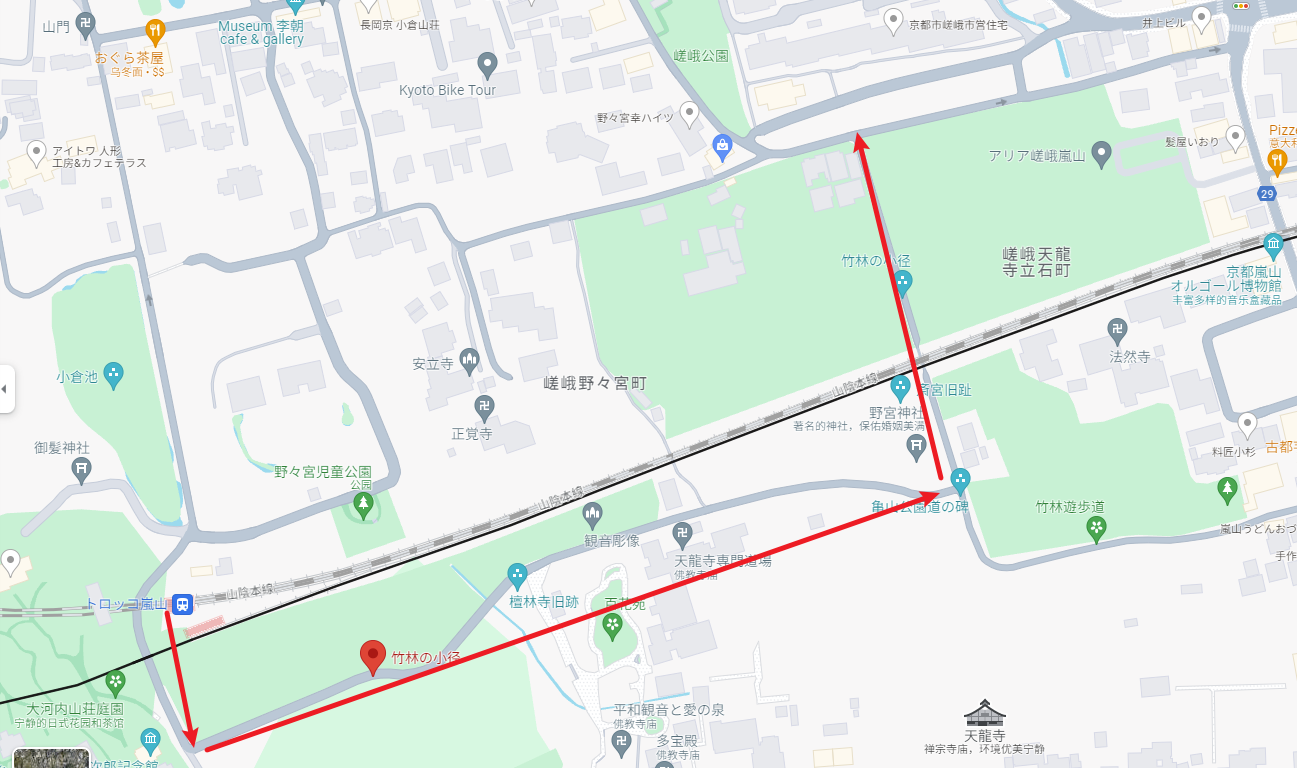 山門
Museum 李朝
cafe & gallery
長岡京 小倉山荘
京都市嵯峨市営住宅
井上ビル
おぐら茶屋
乌冬面・$$
嵯峨公園
Kyoto Bike Tour
野々宮幸ハイツ
アイトワ 人形
工房&カフェテラス
アリア嵯峨嵐山
髪屋いおり
Pizze
意大利
29
竹林の小径
嵯峨天龍
寺立石町
京都嵐山
オルゴール博物館
丰富多样的音乐盒藏品
小倉池
安立寺
嵯峨野々宮町
山陰本線
法然寺
斎宮旧趾
野宮神社
著名的神社，保佑婚姻美满
正覚寺
御髪神社
料匠小杉
古都
野々宮児童公園
公园
山陰本線
亀山公園道の碑
竹林遊歩道
嵐山うどんおづ
観音彫像
天龍寺専門道場
佛教寺庙
手作
山陰本線
トロッコ嵐山
檀林寺旧跡
百花苑
竹林の小径
大河内山荘庭園
宁静的日式花园和茶馆
平和観音と愛の泉
佛教寺庙
天龍寺
禅宗寺庙，环境优美宁静
多宝殿
佛教寺庙
次郎記念館